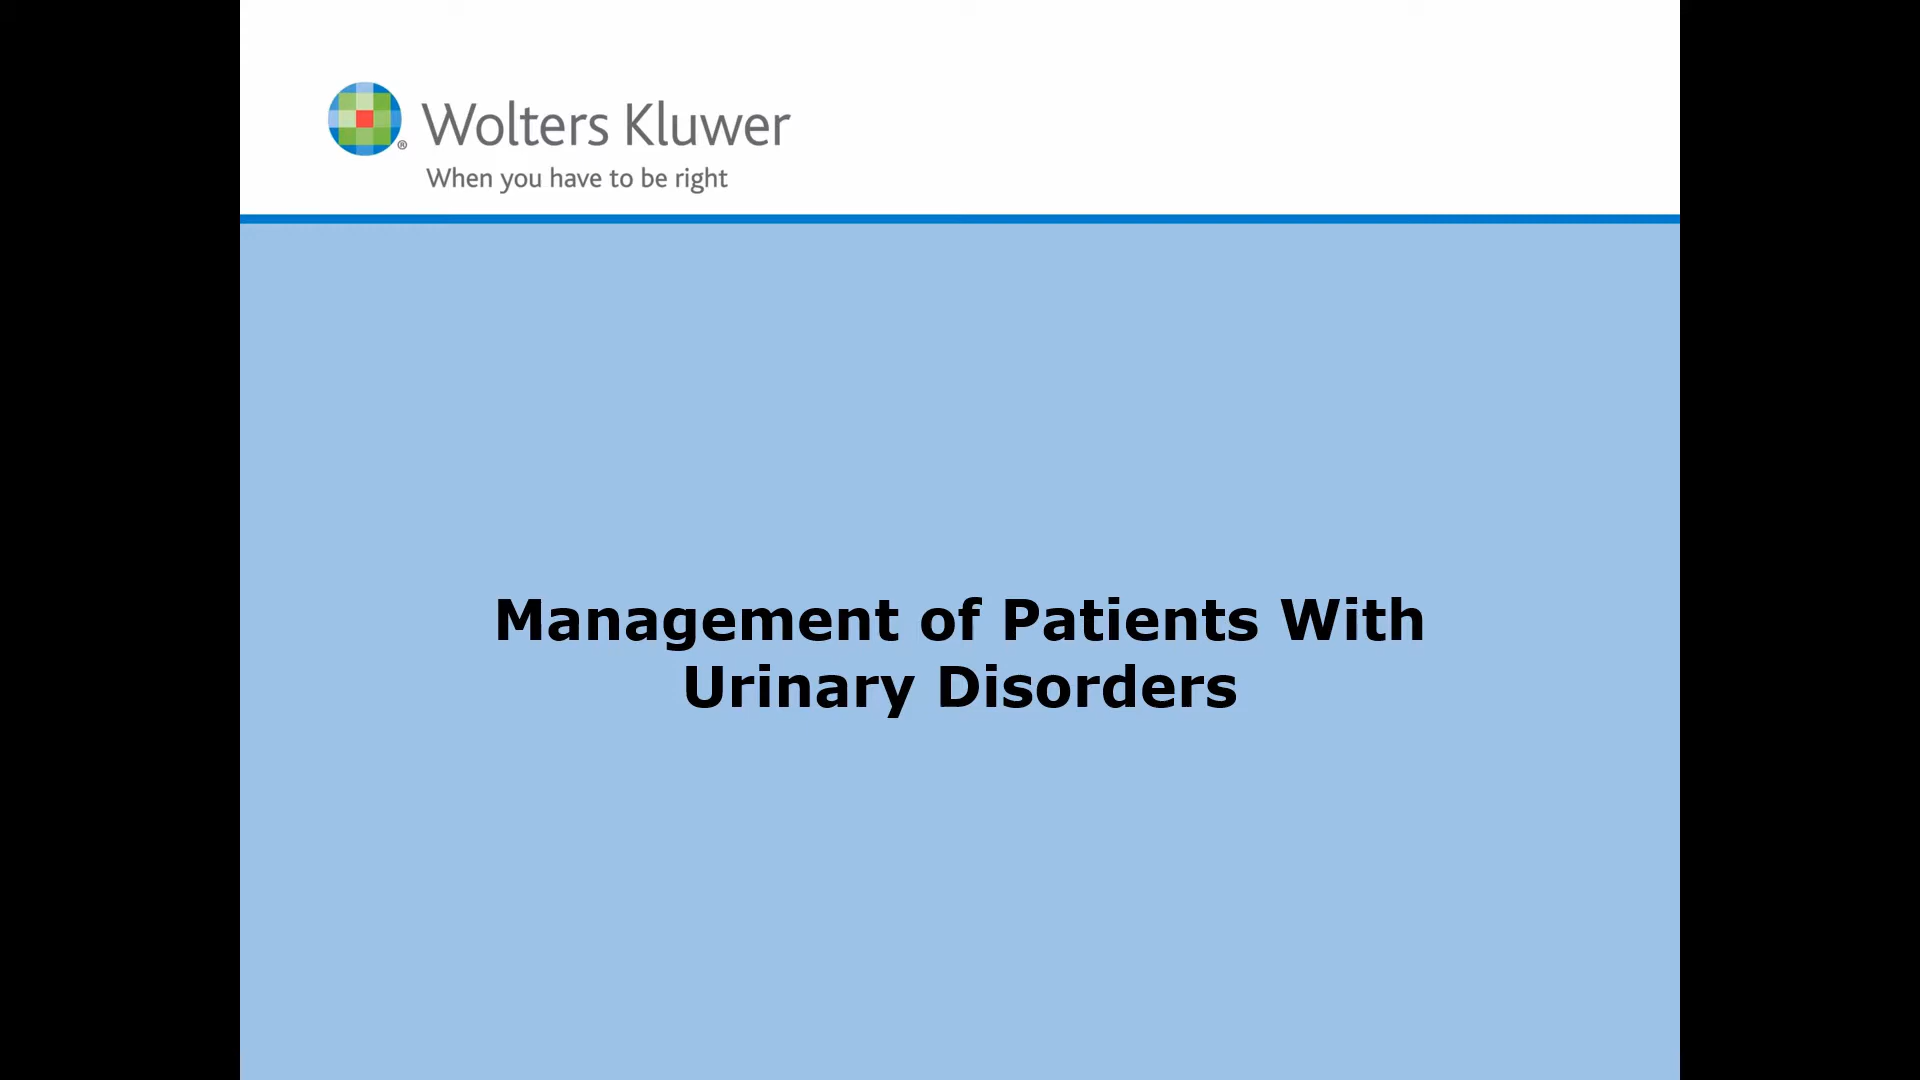 Wolters Kluwer
When you have to be right
Management of Patients With
Urinary Disorders